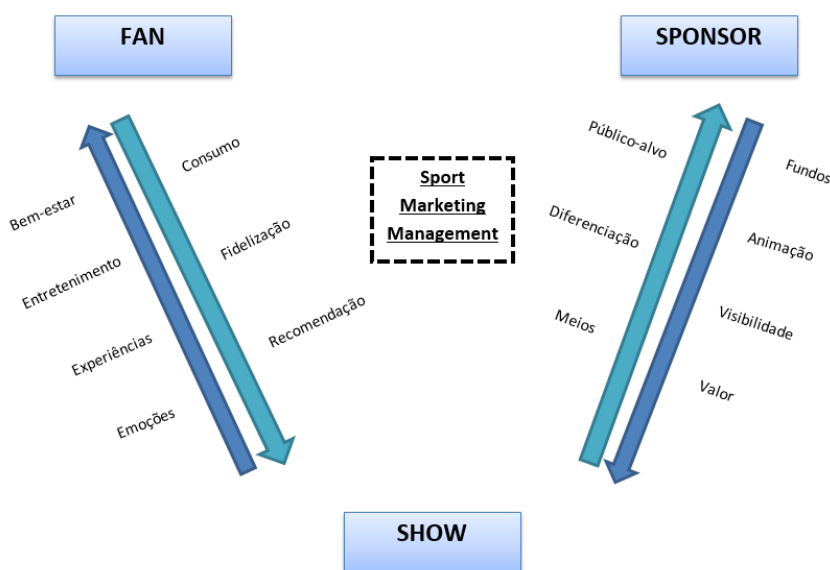 FAN
SPONSOR
Consumo
Fidelização
Recomendação
Bem-estar
Entretenimento
Experiências
Emoções
Sport
Marketing
Management
Público-alvo
Diferenciação
Meios
Fundos
Animação
Visibilidade
Valor
SHOW